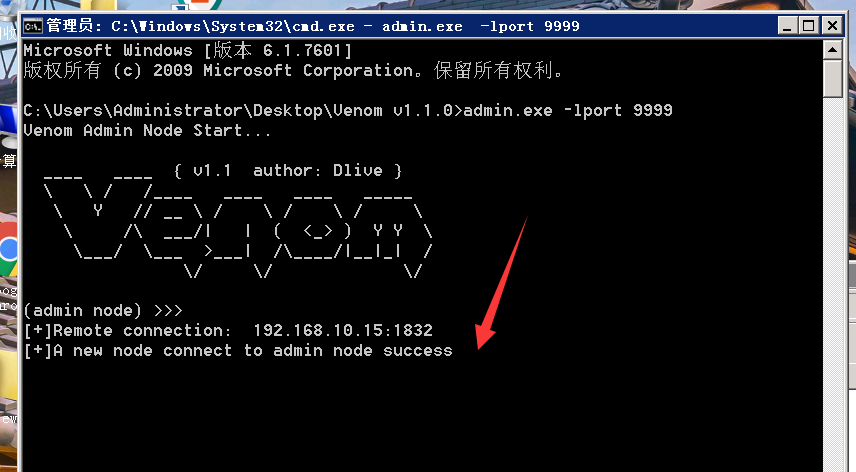 管理员: C:\Windows\System32\cmd.exe - admin.exe  -lport 9999
Microsoft Windows [版本 6.1.7601]
版权所有 (c) 2009 Microsoft Corporation。保留所有权利。
C:\Users\Administrator\Desktop\Venom v1.1.0>admin.exe -lport 9999
Venom Admin Node Start...
{ v1.1  author: Dlive }
Venom
(admin node) >>>
[+]Remote connection:  192.168.10.15:1832
[+]A new node connect to admin node success